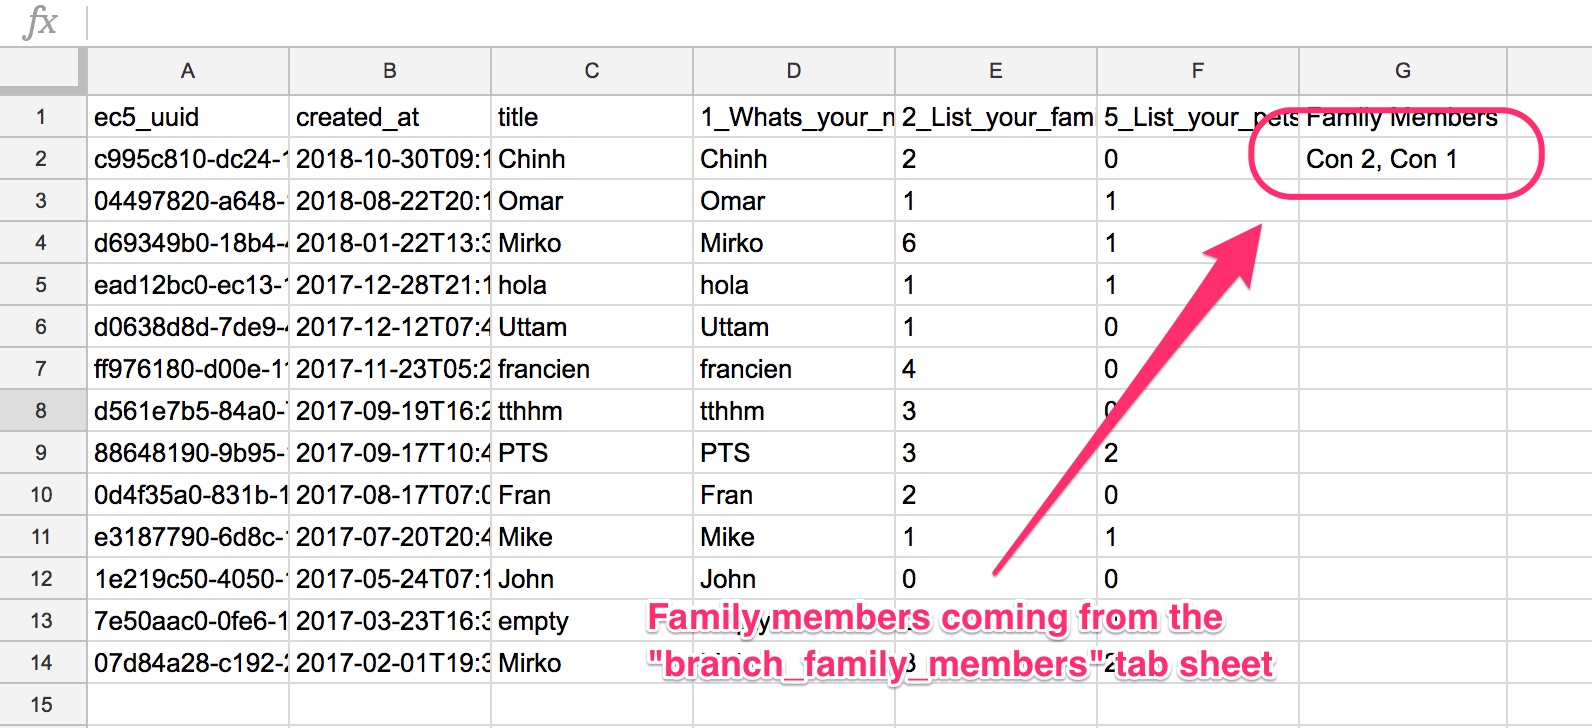 fx
A B C D E F G
1 ec5_uuid created_at title 1_Whats_your_n 2_List_your_fam 5_List_your_pets Family Members
2 c995c810-dc24-1 2018-10-30T09:1 Chinh Chinh 2 0 Con 2, Con 1
3 04497820-a648- 2018-08-22T20:1 Omar Omar 1 1
4 d69349b0-18b4-4 2018-01-22T13:3 Mirko Mirko 6 1
5 ead12bc0-ec13-1 2017-12-28T21:1 hola hola 1 1
6 d0638d8d-7de9-4 2017-12-12T07:4 Uttam Uttam 1 0
7 ff976180-d00e-11 2017-11-23T05:2 francien francien 4 0
8 d561e7b5-84a0- 2017-09-19T16:2 tthhm tthhm 3 0
9 88648190-9b95- 2017-09-17T10:4 PTS PTS 3 2
10 0d4f35a0-831b-1 2017-08-17T07:0 Fran Fran 2 0
11 e3187790-6d8c- 2017-07-20T20:4 Mike Mike 1 1
12 1e219c50-4050- 2017-05-24T07:1 John John 0 0
13 7e50aac0-0fe6-1 2017-03-23T16:3 empty
14 07d84a28-c192-2 2017-02-01T19:3 Mirko 3 2
15
Family members coming from the
"branch_family_members" tab sheet